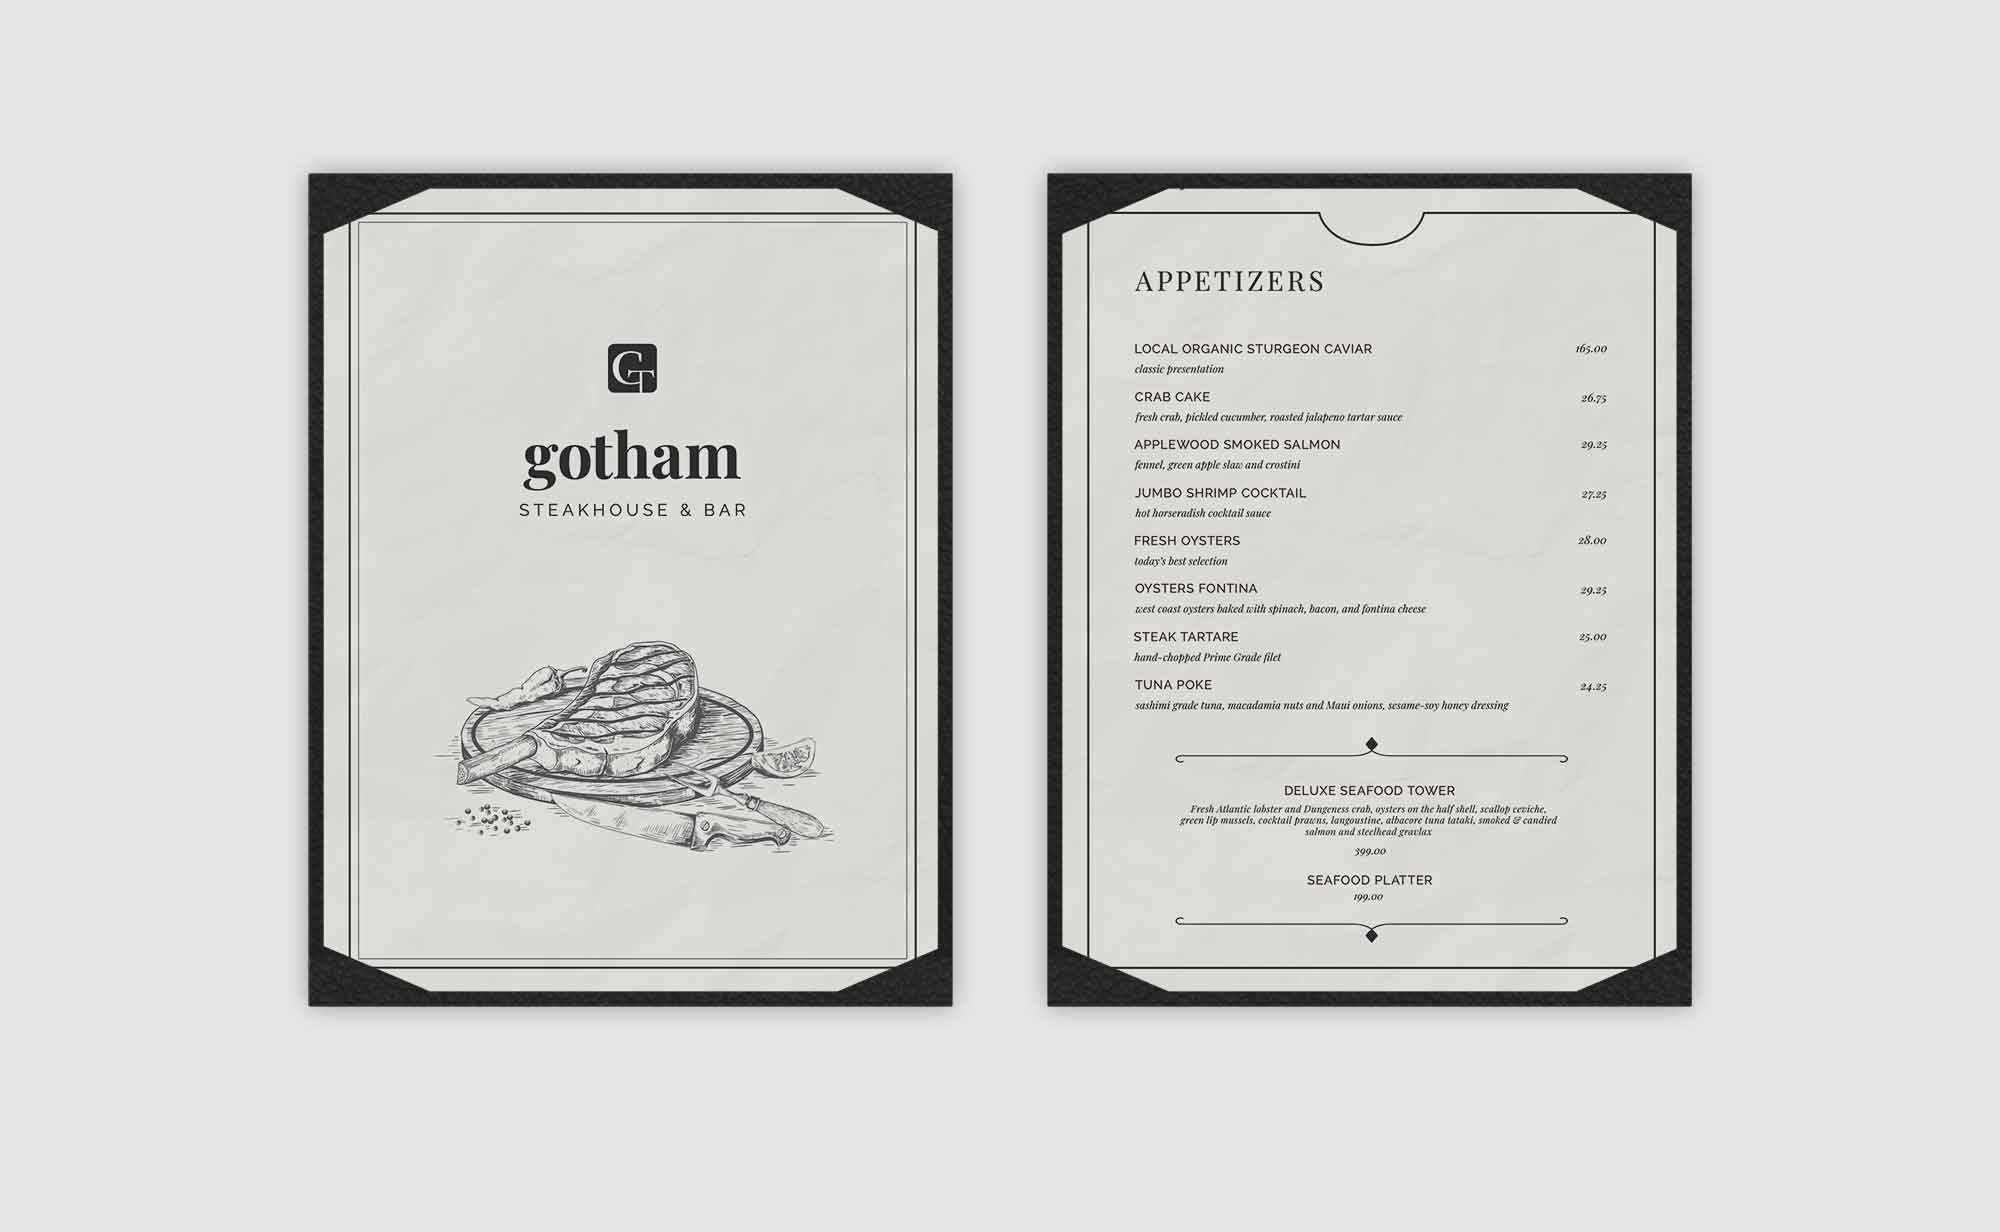 GT
gotham
STEAKHOUSE & BAR
APPETIZERS
LOCAL ORGANIC STURGEON CAVIAR 165.00
classic presentation
CRAB CAKE 26.75
fresh crab, pickled cucumber, roasted jalapeno tartar sauce
APPLEWOOD SMOKED SALMON 29.25
fennel, green apple slaw and crostini
JUMBO SHRIMP COCKTAIL 27.25
hot horseradish cocktail sauce
FRESH OYSTERS 28.00
today's best selection
OYSTERS FONTINA 29.25
west coast oysters baked with spinach, bacon, and fontina cheese
STEAK TARTARE 25.00
hand-chopped Prime Grade filet
TUNA POKE 24.25
sashimi grade tuna, macadamia nuts and Maui onions, sesame-soy honey dressing
DELUXE SEAFOOD TOWER
Fresh Atlantic lobster and Dungeness crab, oysters on the half shell, scallop ceviche,
green lip mussels, cocktail prawns, langoustine, albacore tuna tataki, smoked & candied
salmon and steelhead gravlax
399.00
SEAFOOD PLATTER
199.00